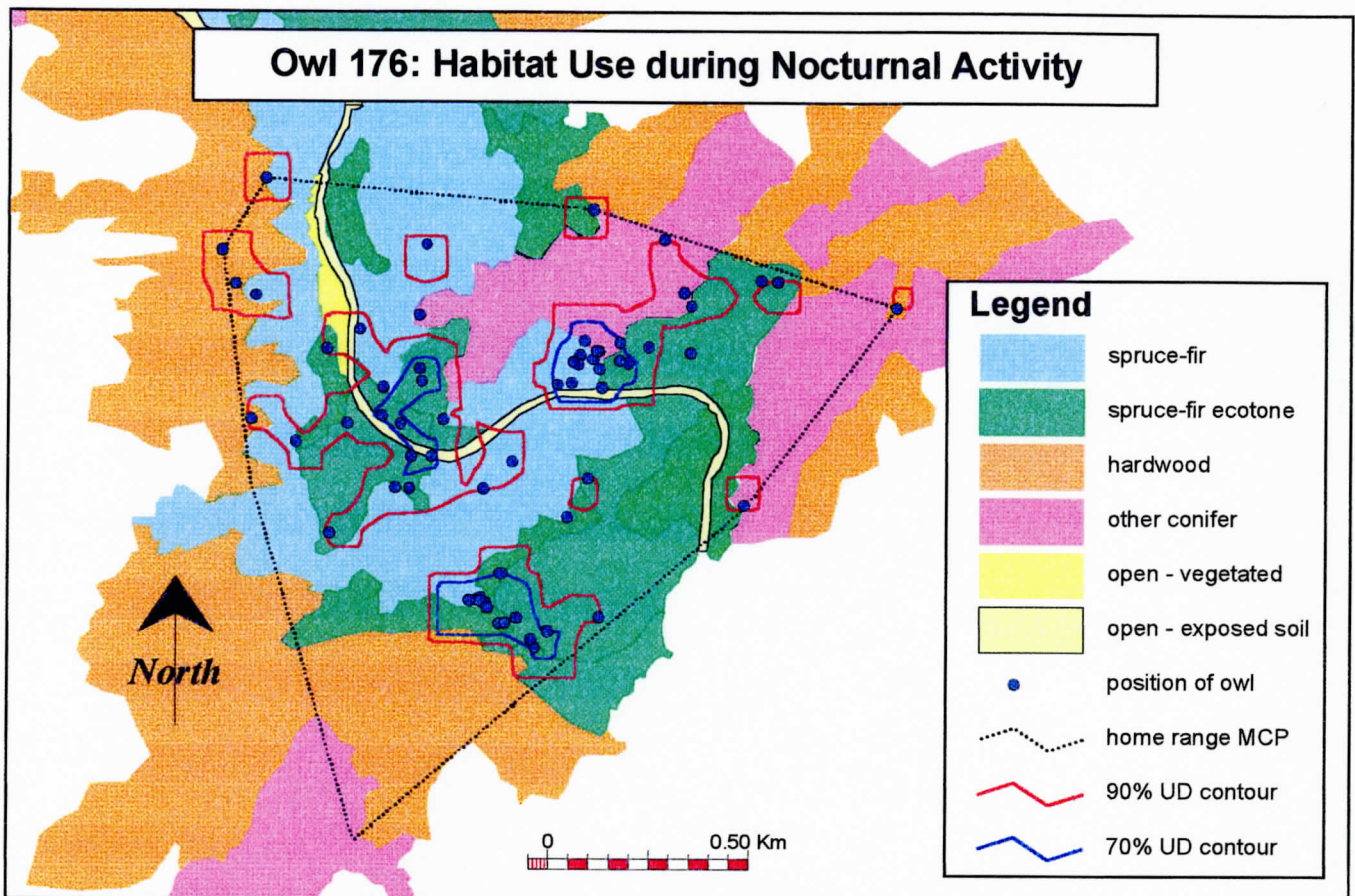 Owl 176: Habitat Use during Nocturnal Activity
Legend
spruce-fir
spruce-fir ecotone
hardwood
other conifer
open - vegetated
open - exposed soil
position of owl
home range MCP
90% UD contour
70% UD contour
North
0 0.50 Km